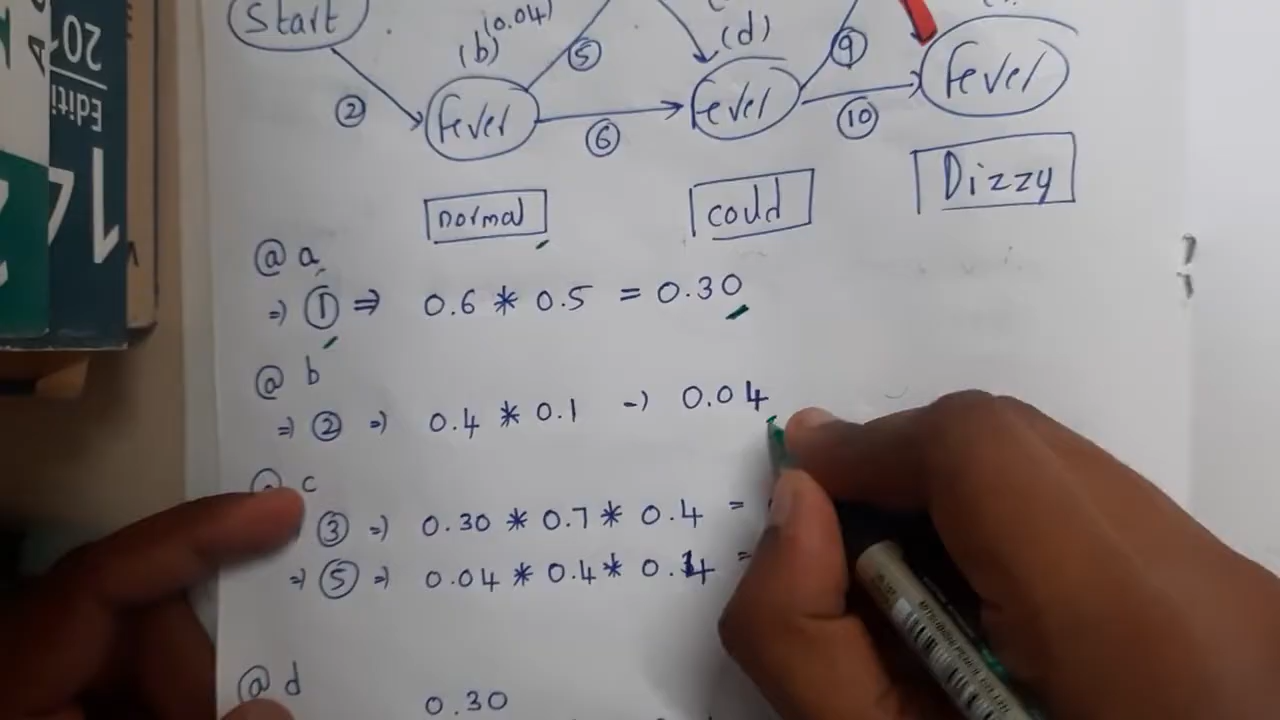 Start
(0.04)
(b)
(d)
② ⑤ ⑨
fever fever fever
⑥ ⑩
normal could Dizzy
@ a
⇒ ① ⇒ 0.6 * 0.5 = 0.30
@ b
⇒ ② ⇒ 0.4 * 0.1 → 0.04
@ c
③ ⇒ 0.30 * 0.7 * 0.4 =
⇒ ⑤ ⇒ 0.04 * 0.4 * 0.4 =
@ d
0.30
Editi
20